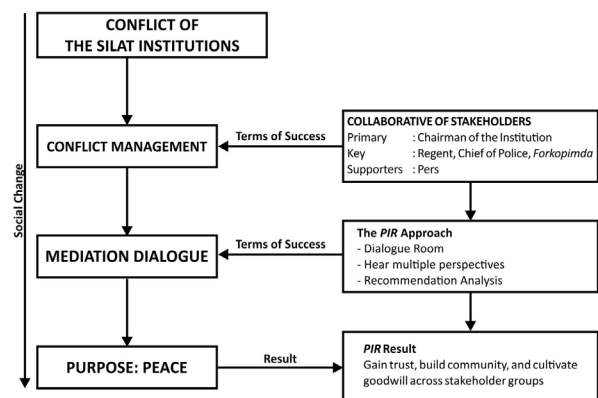 CONFLICT OF
THE SILAT INSTITUTIONS
COLLABORATIVE OF STAKEHOLDERS
Primary : Chairman of the Institution
Key : Regent, Chief of Police, Forkopimda
Supporters : Pers
Terms of Success
CONFLICT MANAGEMENT
Social Change
The PIR Approach
- Dialogue Room
- Hear multiple perspectives
- Recommendation Analysis
Terms of Success
MEDIATION DIALOGUE
PURPOSE: PEACE
Result
PIR Result
Gain trust, build community, and cultivate
goodwill across stakeholder groups